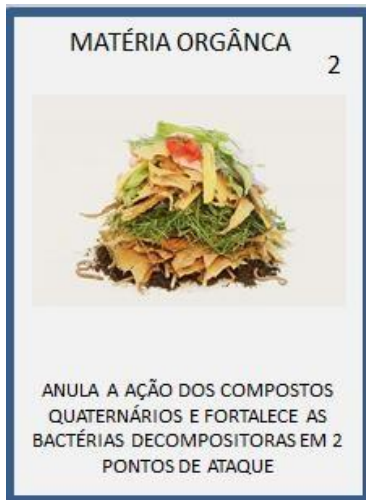 MATÉRIA ORGÂNCA
2
ANULA A AÇÃO DOS COMPOSTOS
QUATERNÁRIOS E FORTALECE AS
BACTÉRIAS DECOMPOSITORAS EM 2
PONTOS DE ATAQUE